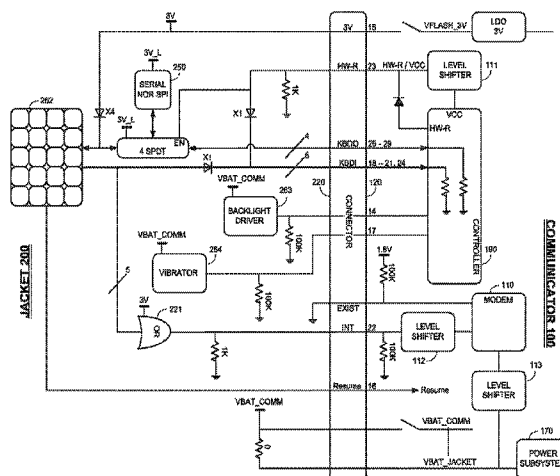 3V
3V
15
VFLASH_3V
LDO
3V
3V_L
250
HW-R
23
HW-R / VCC
LEVEL
SHIFTER
111
262
SERIAL
NOR SPI
1K
X4
3V_L
X1
VCC
HW-R
4 SPDT
EN
4
KBDO
25 - 29
X1
5
KBDI
18 - 21, 24
VBAT_COMM
263
220
120
BACKLIGHT
DRIVER
CONNECTOR
14
VBAT_COMM
100K
17
CONTROLLER
190
JACKET 200
COMMUNICATOR 100
VIBRATOR
264
1.8V
100K
110
5
100K
MODEM
3V
221
EXIST
OR
INT
22
LEVEL
SHIFTER
112
1K
100K
113
LEVEL
SHIFTER
Resume
16
Resume
VBAT_COMM
VBAT_COMM
170
0
POWER
SUBSYSTE
VBAT_JACKET